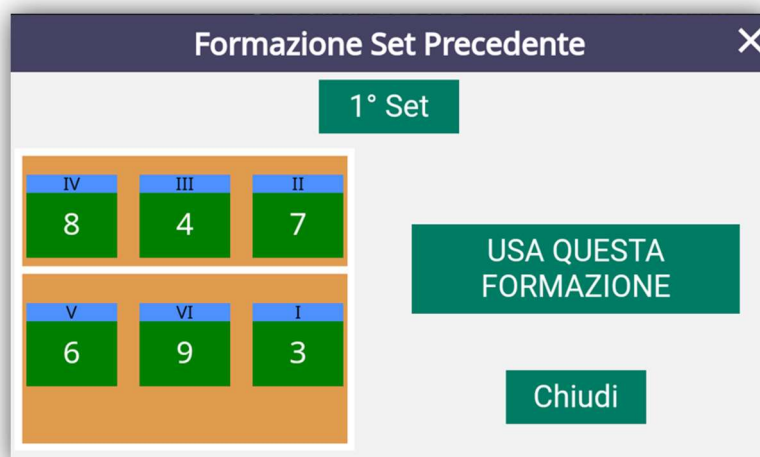 Formazione Set Precedente
1° Set
IV III II
8 4 7
USA QUESTA
FORMAZIONE
V VI I
6 9 3
Chiudi